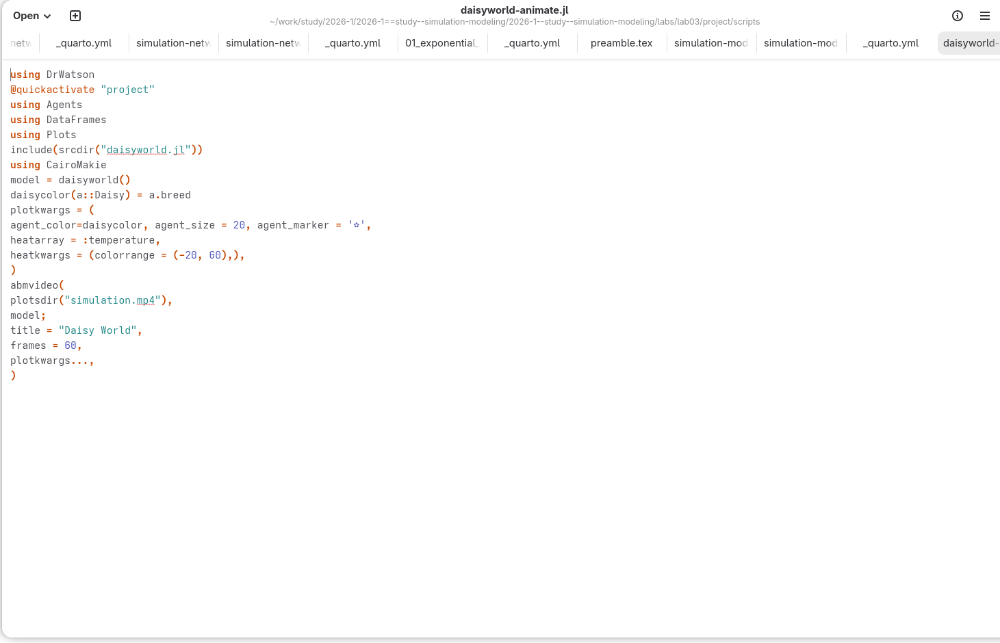 Open
daisyworld-animate.jl
~/work/study/2026-1/2026-1==study--simulation-modeling/2026-1--study--simulation-modeling/labs/lab03/project/scripts
-netw _quarto.yml simulation-netw simulation-netw _quarto.yml 01_exponential_ _quarto.yml preamble.tex simulation-mod simulation-mod _quarto.yml daisyworld-
using DrWatson
@quickactivate "project"
using Agents
using DataFrames
using Plots
include(srcdir("daisyworld.jl"))
using CairoMakie
model = daisyworld()
daisycolor(a::Daisy) = a.breed
plotkwargs = (
agent_color=daisycolor, agent_size = 20, agent_marker = '✿',
heatarray = :temperature,
heatkwargs = (colorrange = (-20, 60),),
)
abmvideo(
plotsdir("simulation.mp4"),
model;
title = "Daisy World",
frames = 60,
plotkwargs...,
)